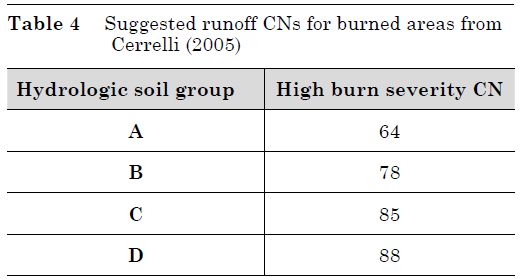 Table 4 Suggested runoff CNs for burned areas from
Cerrelli (2005)
Hydrologic soil group High burn severity CN
A 64
B 78
C 85
D 88